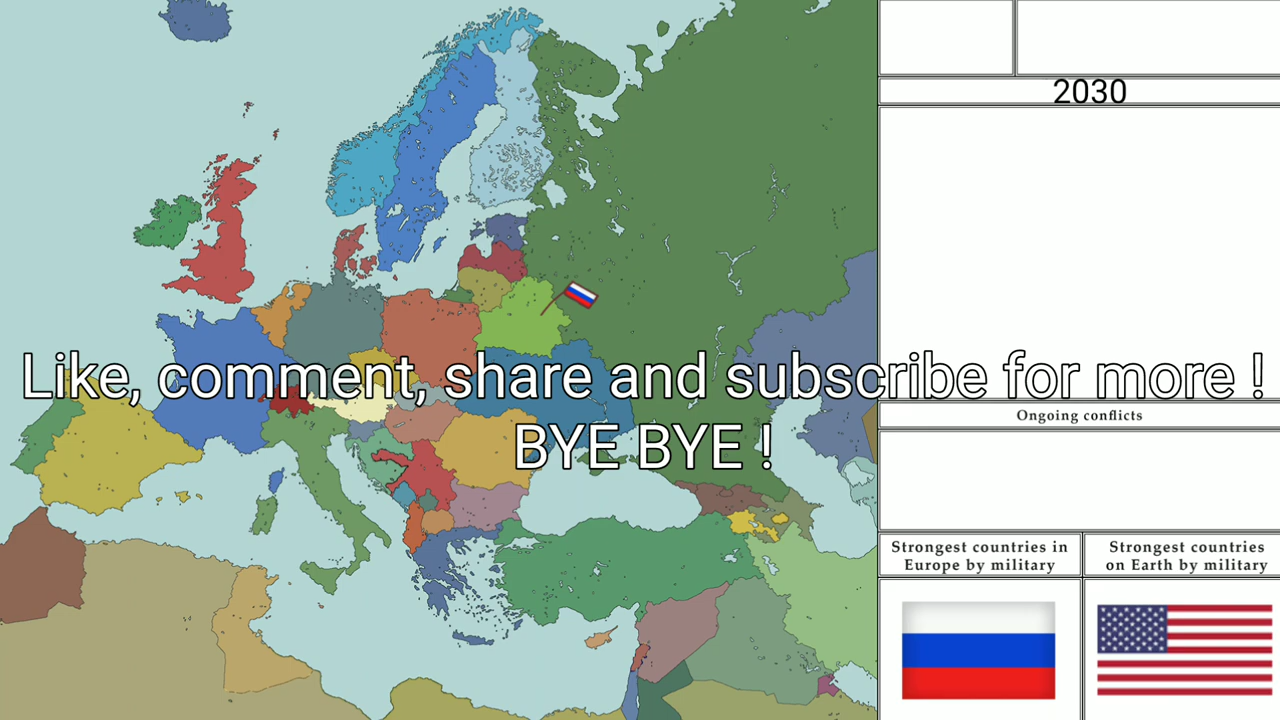 2030
Like, comment, share and subscribe for more !
BYE BYE !
Ongoing conflicts
Strongest countries in
Europe by military
Strongest countries
on Earth by military